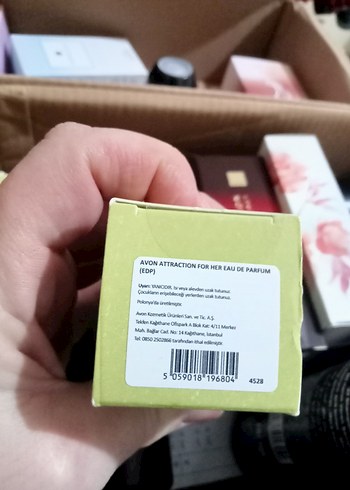 AVON ATTRACTION FOR HER EAU DE PARFUM
(EDP)
Uyarı: YANICIDIR. Isı veya alevden uzak tutunuz.
Çocukların erişebileceği yerlerden uzak tutunuz.
Polonya'da üretilmiştir.
Avon Kozmetik Ürünleri San. ve Tic. A.Ş.
Talden Kağıthane Ofispark A Blok Kat: 4/11 Merkez
Mah. Bağlar Cad. No: 14 Kağıthane, İstanbul
Tel: 0850 2502866 tarafından ithal edilmiştir.
5 059018 196804
4528